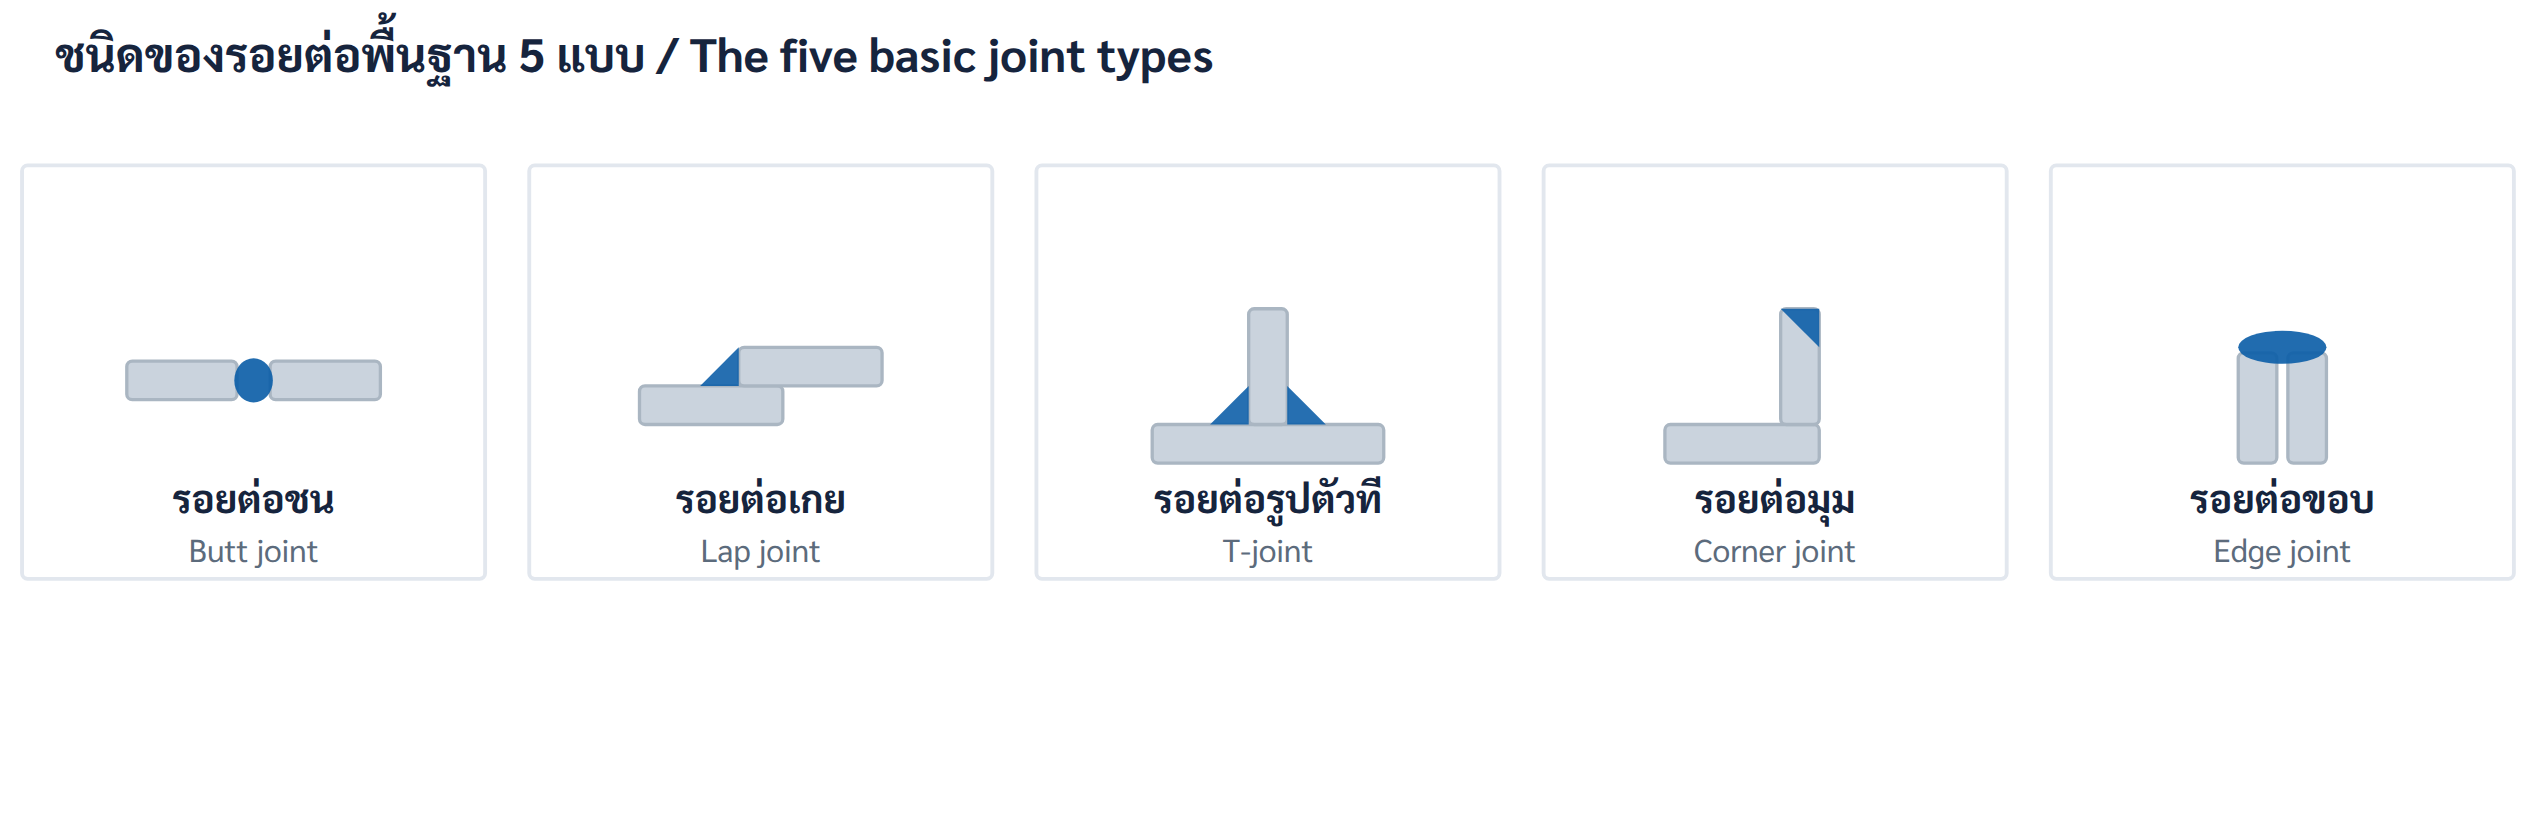 ชนิดของรอยต่อพื้นฐาน 5 แบบ / The five basic joint types
รอยต่อชน
Butt joint
รอยต่อเกย
Lap joint
รอยต่อรูปตัวที
T-joint
รอยต่อมุม
Corner joint
รอยต่อขอบ
Edge joint